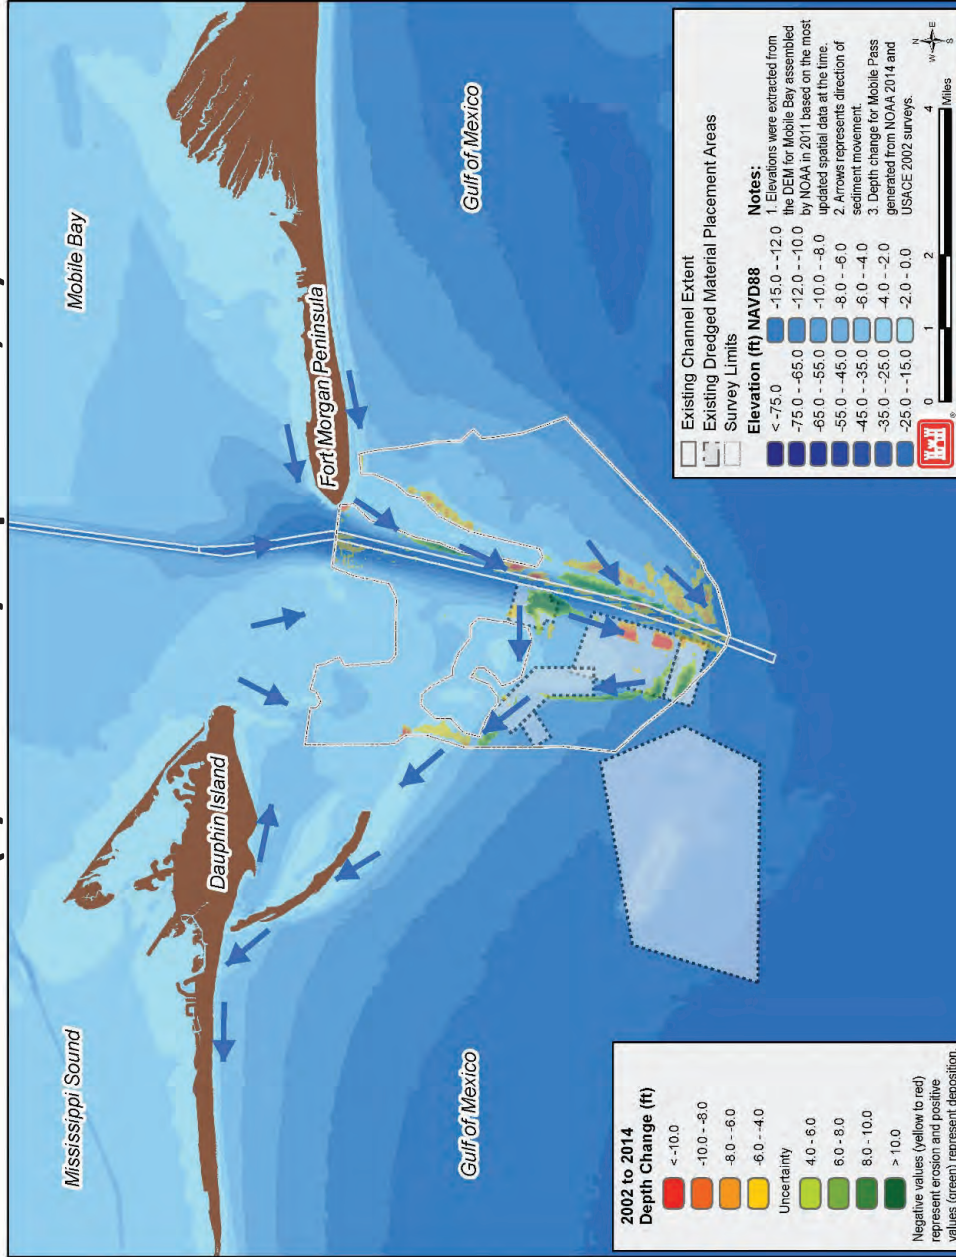 Mississippi Sound
Mobile Bay
Dauphin Island
Fort Morgan Peninsula
Gulf of Mexico
Gulf of Mexico
2002 to 2014
Depth Change (ft)
< -10.0
-10.0 - -8.0
-8.0 - -6.0
-6.0 - -4.0
Uncertainty
4.0 - 6.0
6.0 - 8.0
8.0 - 10.0
> 10.0
Negative values (yellow to red)
represent erosion and positive
values (green) represent deposition.
Existing Channel Extent
Existing Dredged Material Placement Areas
Survey Limits
Elevation (ft) NAVD88
< -75.0
-75.0 - -65.0
-65.0 - -55.0
-55.0 - -45.0
-45.0 - -35.0
-35.0 - -25.0
-25.0 - -15.0
-15.0 - -12.0
-12.0 - -10.0
-10.0 - -8.0
-8.0 - -6.0
-6.0 - -4.0
-4.0 - -2.0
-2.0 - 0.0
Notes:
1. Elevations were extracted from
the DEM for Mobile Bay assembled
by NOAA in 2011 based on the most
updated spatial data at the time.
2. Arrows represents direction of
sediment movement.
3. Depth change for Mobile Pass
generated from NOAA 2014 and
USACE 2002 surveys.
®
0 1 2 4
Miles
N
W E
S